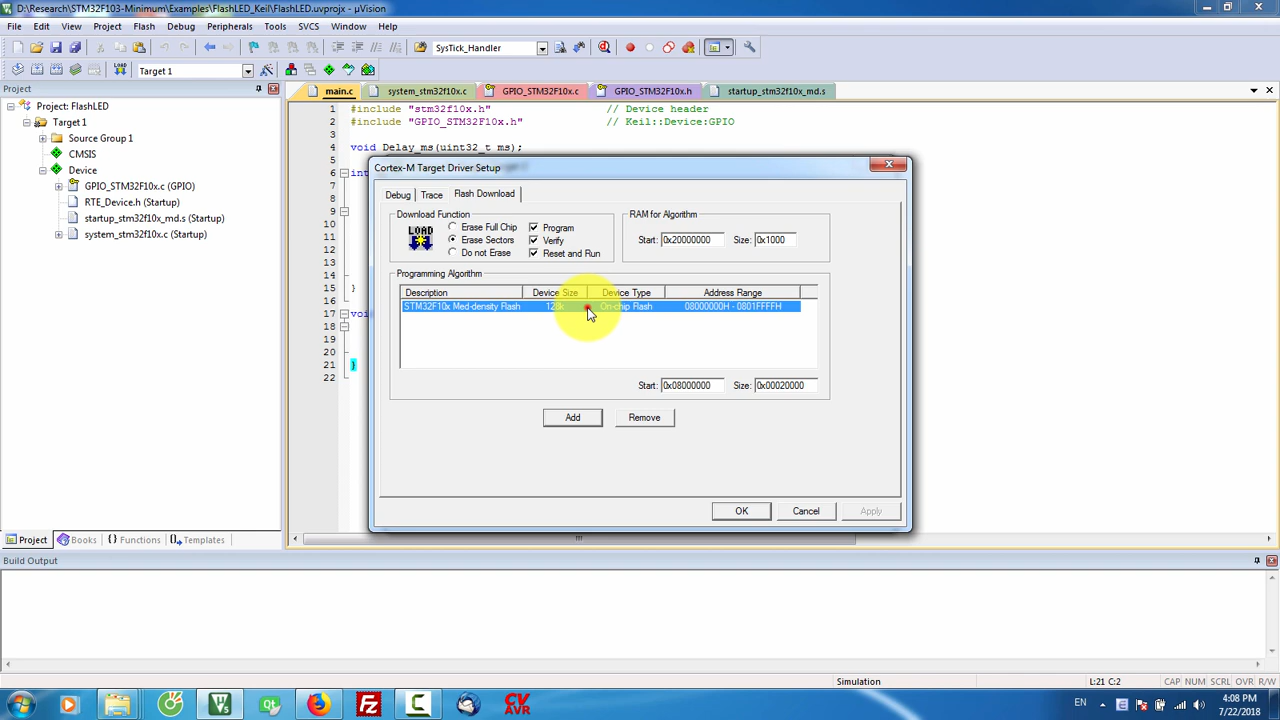 D:\Research\STM32F103-Minimum\Examples\FlashLED_Keil\FlashLED.uvprojx - µVision
File Edit View Project Flash Debug Peripherals Tools SVCS Window Help
SysTick_Handler
Target 1
Project
main.c system_stm32f10x.c GPIO_STM32F10x.c GPIO_STM32F10x.h startup_stm32f10x_md.s
Project: FlashLED
Target 1
Source Group 1
CMSIS
Device
GPIO_STM32F10x.c (GPIO)
RTE_Device.h (Startup)
startup_stm32f10x_md.s (Startup)
system_stm32f10x.c (Startup)
1 #include "stm32f10x.h" // Device header
2 #include "GPIO_STM32F10x.h" // Keil::Device:GPIO
3
4 void Delay_ms(uint32_t ms);
6 int
8
9
10
11
12
13
14
15 }
16
17 void
18
19
20
21 }
22
Cortex-M Target Driver Setup
Debug Trace Flash Download
Download Function
LOAD
Erase Full Chip Program
Erase Sectors Verify
Do not Erase Reset and Run
RAM for Algorithm
Start: 0x20000000 Size: 0x1000
Programming Algorithm
Description Device Size Device Type Address Range
STM32F10x Med-density Flash 128k On-chip Flash 08000000H - 0801FFFFH
Start: 0x08000000 Size: 0x00020000
Add Remove
OK Cancel Apply
Project Books {} Functions Templates
Build Output
Simulation L:21 C:2 CAP NUM SCRL OVR R/W
CV AVR
EN 4:08 PM
7/22/2018